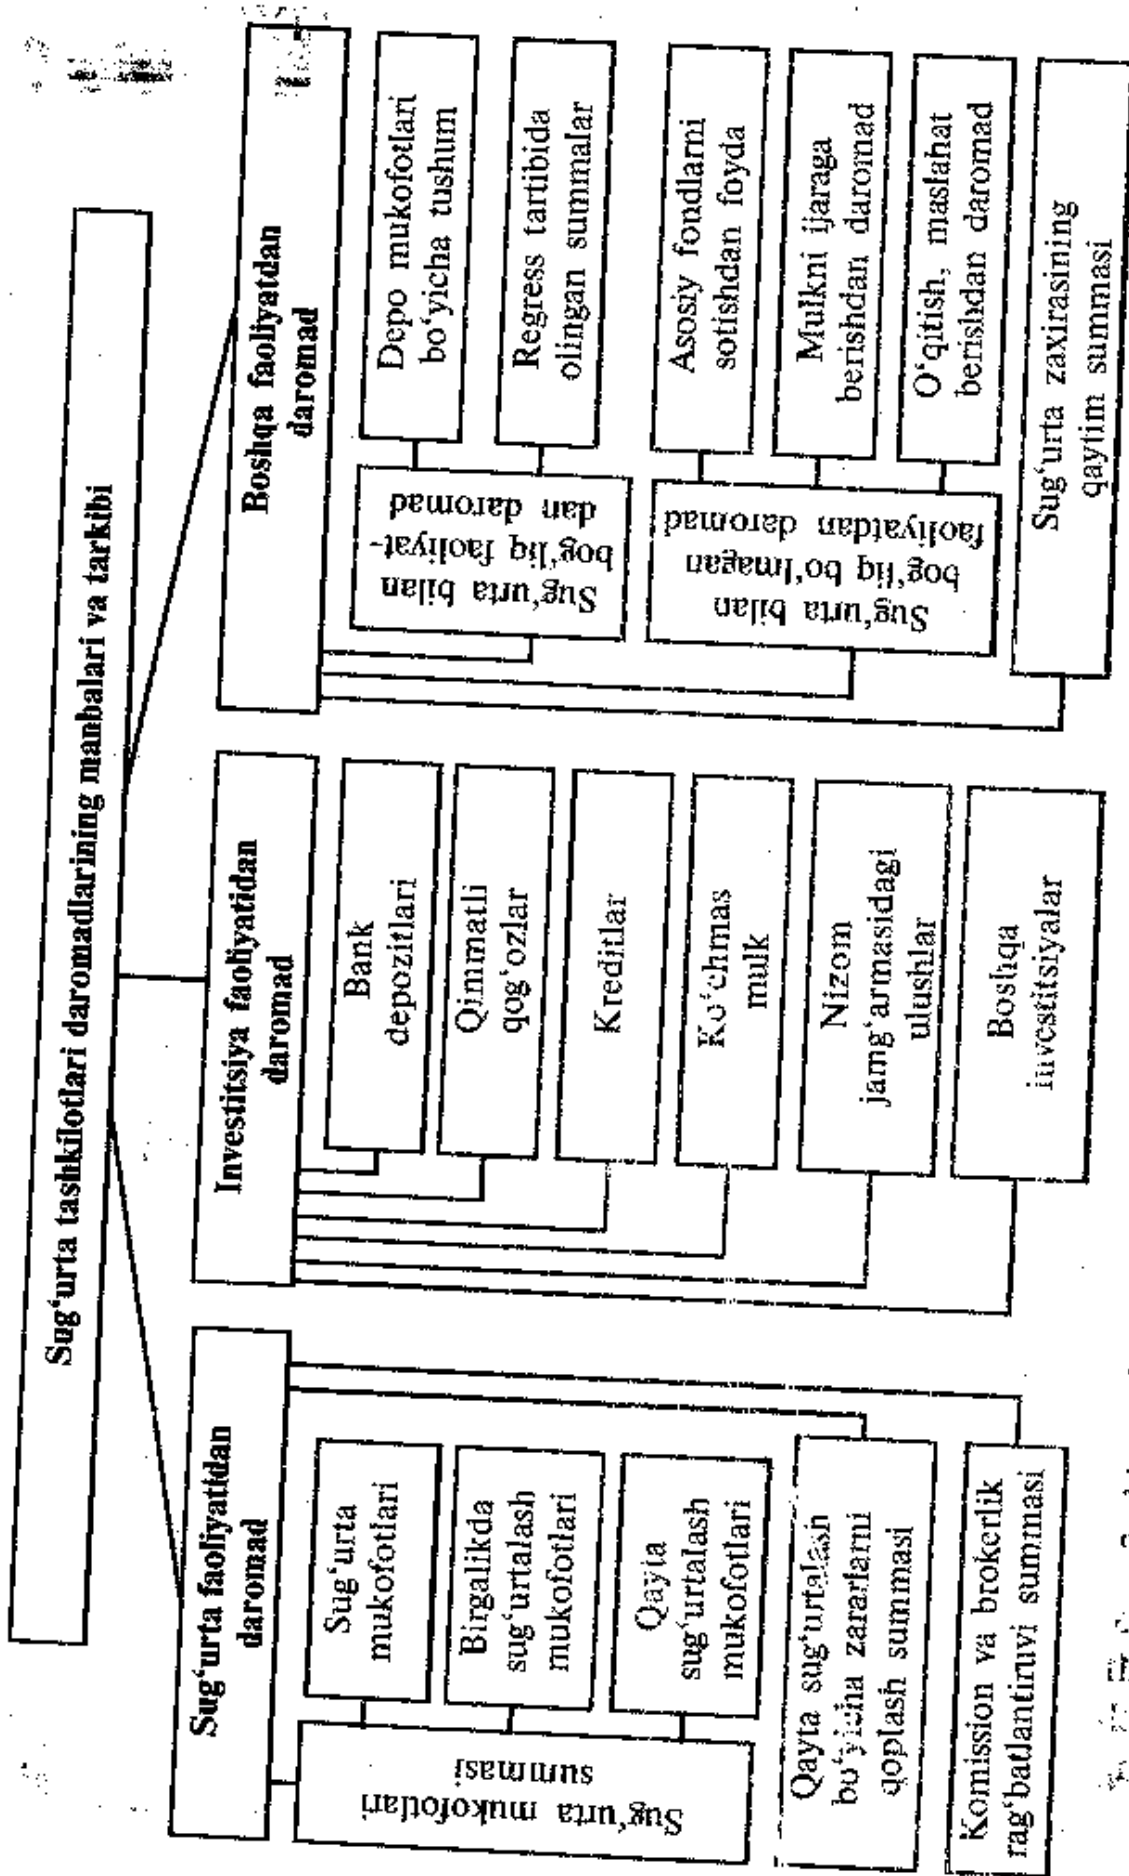 Sug‘urta tashkilotlari daromadlarining manbalari va tarkibi
Sug‘urta faoliyatidan
daromad
Sug‘urta mukofotlari
summasi
Sug‘urta
mukofotlari
Birgalikda
sug‘urtalash
mukofotlari
Qayta
sug‘urtalash
mukofotlari
Qayta sug‘urtalash
bo‘yicha zararlarni
qoplash summasi
Komission va brokerlik
rag‘batlantiruvi summasi
Investitsiya faoliyatidan
daromad
Bank
depozitlari
Qimmatli
qog‘ozlar
Kreditlar
Ko‘chmas
mulk
Nizom
jamg‘armasidagi
ulushlar
Boshqa
investitsiyalar
Boshqa faoliyatdan
daromad
Sug‘urta bilan
bog‘liq faoliyat-
dan daromad
Depo mukofotlari
bo‘yicha tushum
Regress tartibida
olingan summalar
Sug‘urta bilan
bog‘liq bo‘lmagan
faoliyatdan daromad
Asosiy fondlarni
sotishdan foyda
Mulkni ijaraga
berishdan daromad
O‘qitish, maslahat
berishdan daromad
Sug‘urta zaxirasining
qaytim summasi